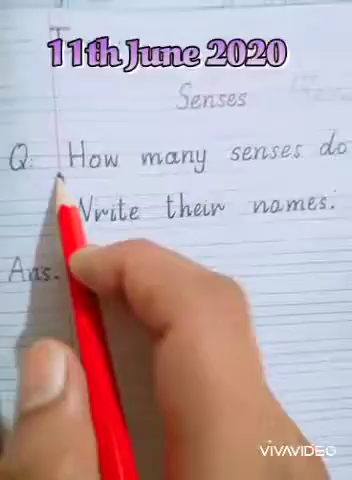 11th June 2020
Senses
Q. How many senses do
Write their names.
Ans.
VIVAVIDEO